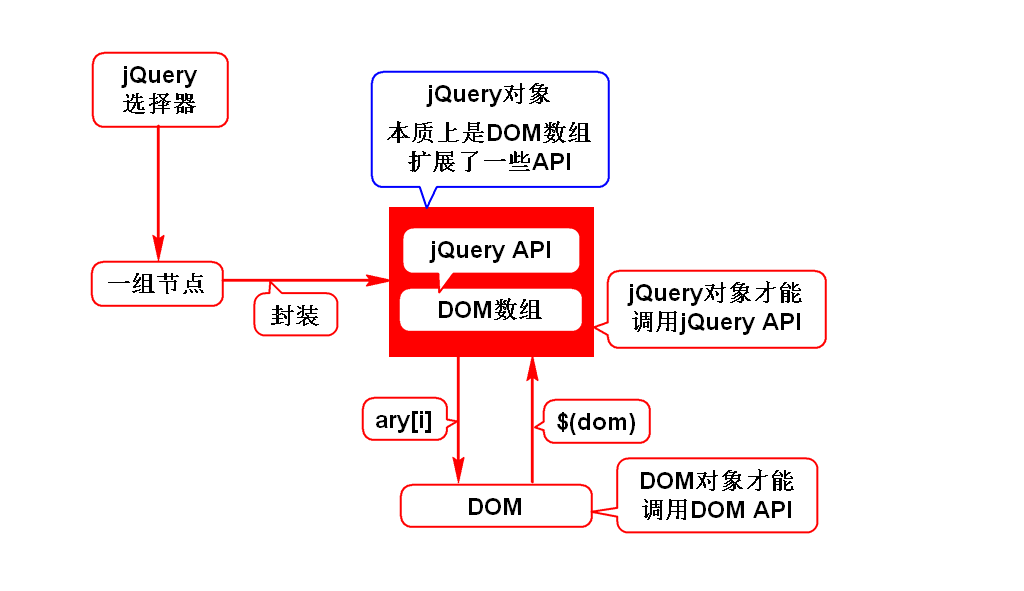 jQuery
选择器
jQuery对象
本质上是DOM数组
扩展了一些API
jQuery API
一组节点
封装
DOM数组
jQuery对象才能
调用jQuery API
ary[i]
$(dom)
DOM
DOM对象才能
调用DOM API